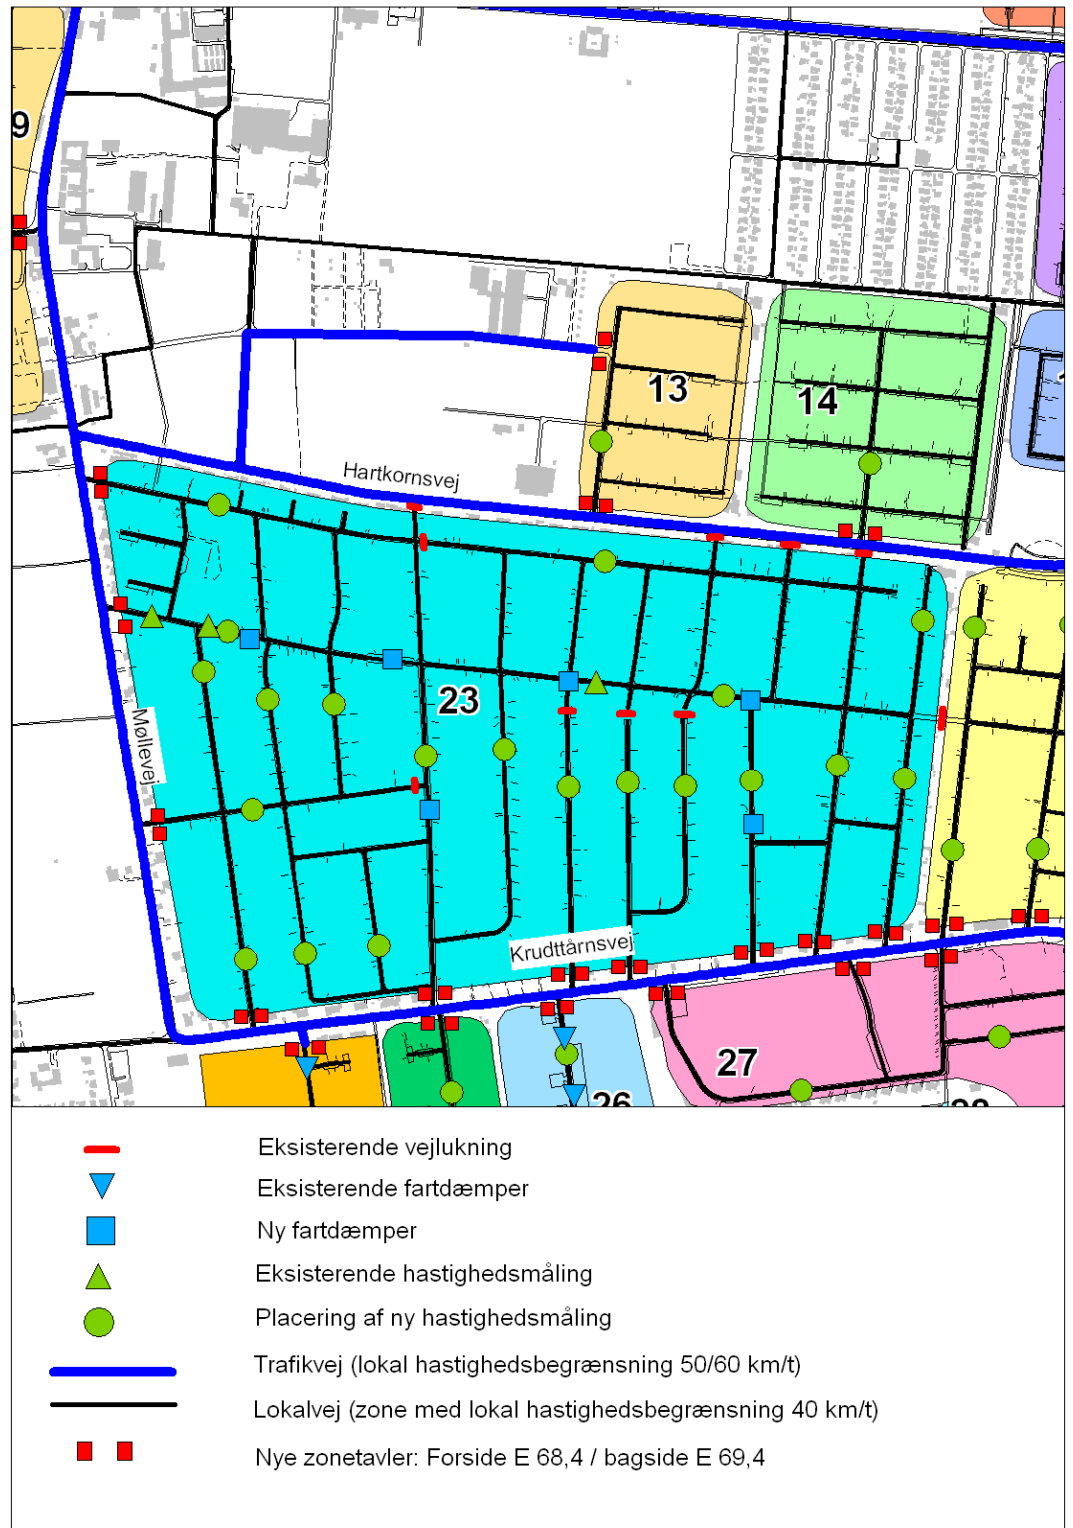 9
13
14
Hartkornsvej
23
Møllevej
Krudttårnsvej
27
26
Eksisterende vejlukning
Eksisterende fartdæmper
Ny fartdæmper
Eksisterende hastighedsmåling
Placering af ny hastighedsmåling
Trafikvej (lokal hastighedsbegrænsning 50/60 km/t)
Lokalvej (zone med lokal hastighedsbegrænsning 40 km/t)
Nye zonetavler: Forside E 68,4 / bagside E 69,4